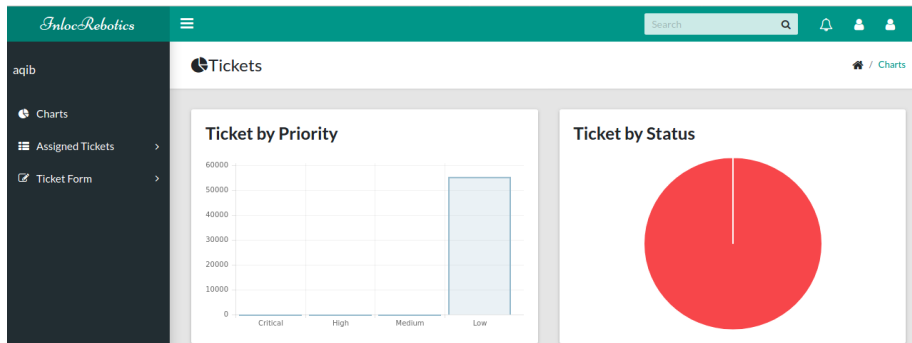 InlocRebotics
Search
aqib
Tickets
/ Charts
Charts
Assigned Tickets
Ticket Form
Ticket by Priority
60000
50000
40000
30000
20000
10000
0
Critical High Medium Low
Ticket by Status